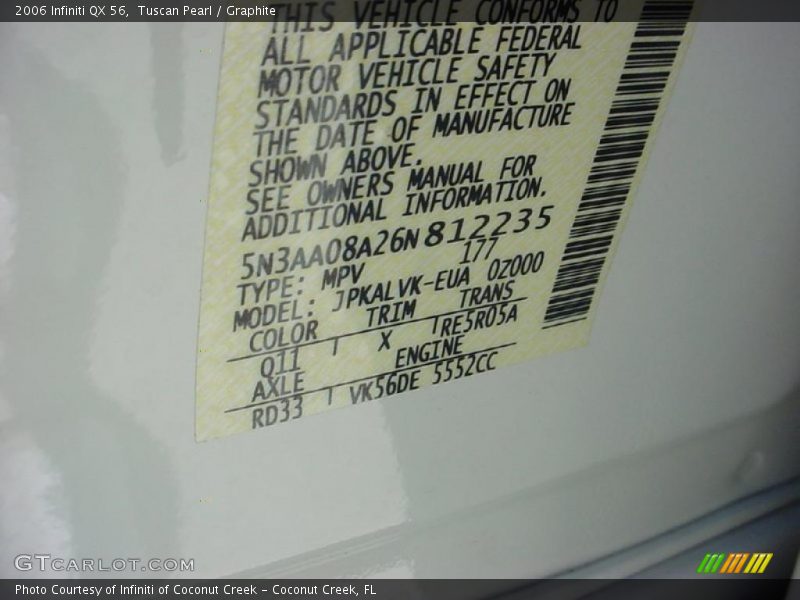 2006 Infiniti QX 56, Tuscan Pearl / Graphite
THIS VEHICLE CONFORMS TO
ALL APPLICABLE FEDERAL
MOTOR VEHICLE SAFETY
STANDARDS IN EFFECT ON
THE DATE OF MANUFACTURE
SHOWN ABOVE.
SEE OWNERS MANUAL FOR
ADDITIONAL INFORMATION.
5N3AA08A26N812235
TYPE: MPV 177
MODEL: JPKALVK-EUA 0Z000
COLOR TRIM TRANS
Q11 X RE5R05A
AXLE ENGINE
RD33 VK56DE 5552CC
GTCARLOT.COM
Photo Courtesy of Infiniti of Coconut Creek - Coconut Creek, FL